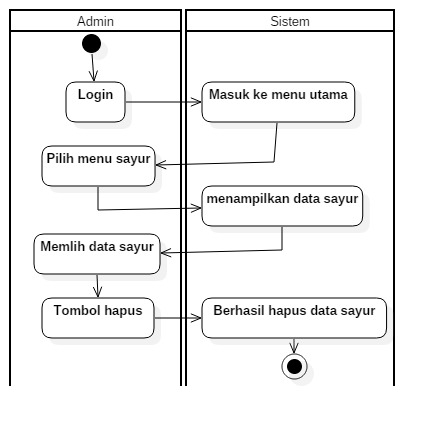 Admin
Sistem
Login
Masuk ke menu utama
Pilih menu sayur
menampilkan data sayur
Memlih data sayur
Tombol hapus
Berhasil hapus data sayur